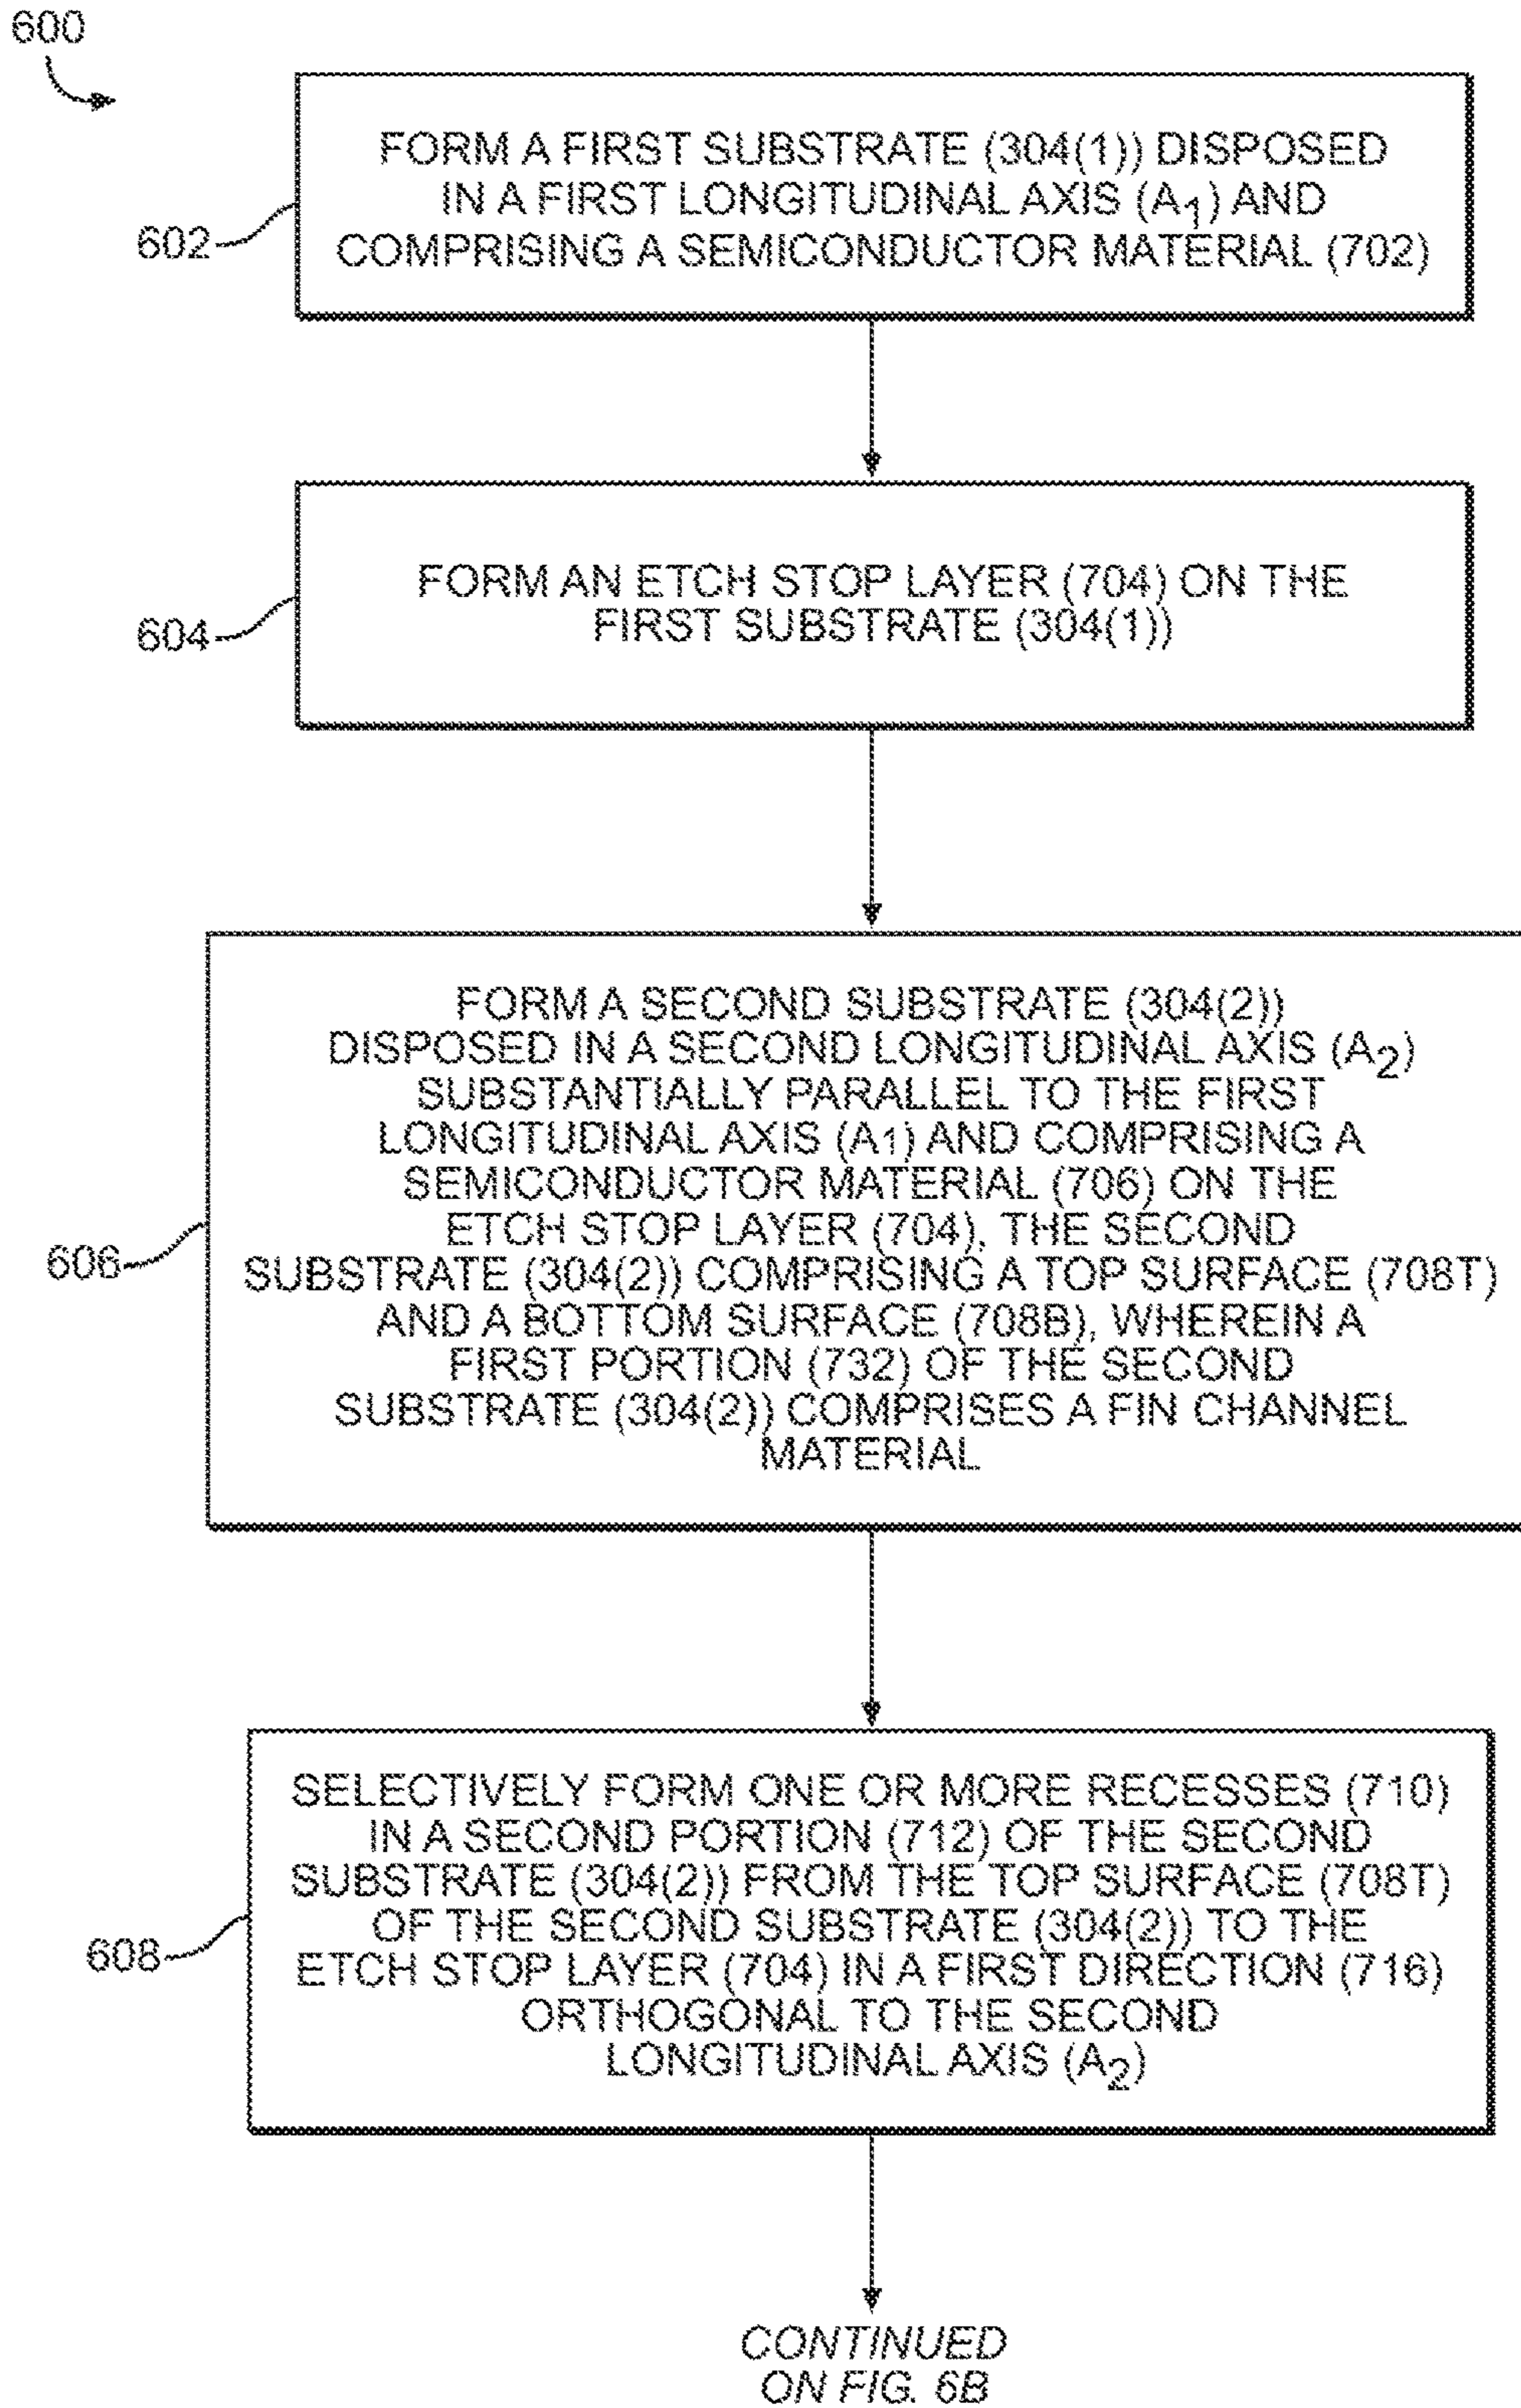 600
FORM A FIRST SUBSTRATE (304(1)) DISPOSED
IN A FIRST LONGITUDINAL AXIS (A1) AND
COMPRISING A SEMICONDUCTOR MATERIAL (702)
602
FORM AN ETCH STOP LAYER (704) ON THE
FIRST SUBSTRATE (304(1))
604
FORM A SECOND SUBSTRATE (304(2))
DISPOSED IN A SECOND LONGITUDINAL AXIS (A2)
SUBSTANTIALLY PARALLEL TO THE FIRST
LONGITUDINAL AXIS (A1) AND COMPRISING A
SEMICONDUCTOR MATERIAL (706) ON THE
ETCH STOP LAYER (704), THE SECOND
SUBSTRATE (304(2)) COMPRISING A TOP SURFACE (708T)
AND A BOTTOM SURFACE (708B), WHEREIN A
FIRST PORTION (732) OF THE SECOND
SUBSTRATE (304(2)) COMPRISES A FIN CHANNEL
MATERIAL
606
SELECTIVELY FORM ONE OR MORE RECESSES (710)
IN A SECOND PORTION (712) OF THE SECOND
SUBSTRATE (304(2)) FROM THE TOP SURFACE (708T)
OF THE SECOND SUBSTRATE (304(2)) TO THE
ETCH STOP LAYER (704) IN A FIRST DIRECTION (716)
ORTHOGONAL TO THE SECOND
LONGITUDINAL AXIS (A2)
608
CONTINUED
ON FIG. 6B